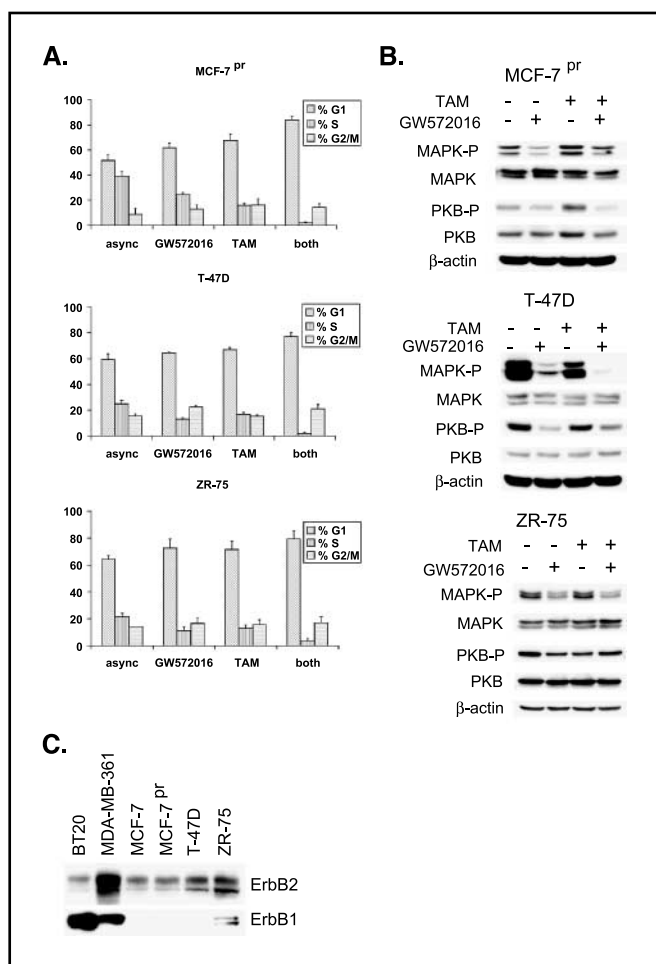 A.
MCF-7 pr
100
80
60
40
20
0
% G1
% S
% G2/M
async GW572016 TAM both
T-47D
100
80
60
40
20
0
% G1
% S
% G2/M
async GW572016 TAM both
ZR-75
100
80
60
40
20
0
% G1
% S
% G2/M
async GW572016 TAM both
B.
MCF-7 pr
TAM - - + +
GW572016 - + - +
MAPK-P
MAPK
PKB-P
PKB
β-actin
T-47D
TAM - - + +
GW572016 - + - +
MAPK-P
MAPK
PKB-P
PKB
β-actin
ZR-75
TAM - - + +
GW572016 - + - +
MAPK-P
MAPK
PKB-P
PKB
β-actin
C.
BT20
MDA-MB-361
MCF-7
MCF-7 pr
T-47D
ZR-75
ErbB2
ErbB1